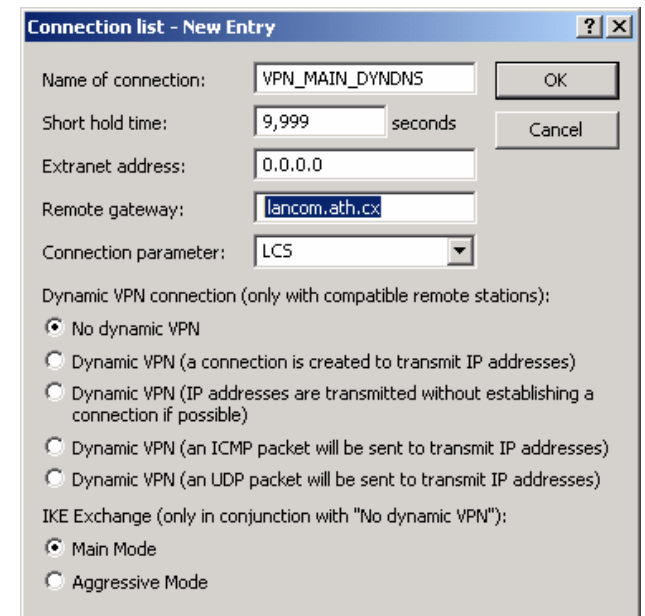 Connection list - New Entry
Name of connection: VPN_MAIN_DYNDNS OK
Short hold time: 9,999 seconds Cancel
Extranet address: 0.0.0.0
Remote gateway: lancom.ath.cx
Connection parameter: LCS
Dynamic VPN connection (only with compatible remote stations):
No dynamic VPN
Dynamic VPN (a connection is created to transmit IP addresses)
Dynamic VPN (IP addresses are transmitted without establishing a
connection if possible)
Dynamic VPN (an ICMP packet will be sent to transmit IP addresses)
Dynamic VPN (an UDP packet will be sent to transmit IP addresses)
IKE Exchange (only in conjunction with "No dynamic VPN"):
Main Mode
Aggressive Mode